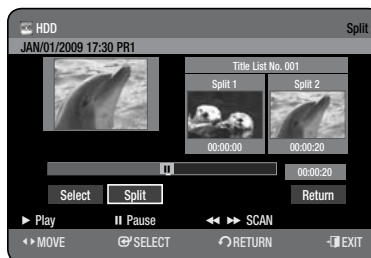 HDD Split
JAN/01/2009 17:30 PR1
Title List No. 001
Split 1 Split 2
00:00:00 00:00:20
00:00:20
Select Split Return
► Play II Pause ◄◄ ►► SCAN
MOVE SELECT RETURN EXIT